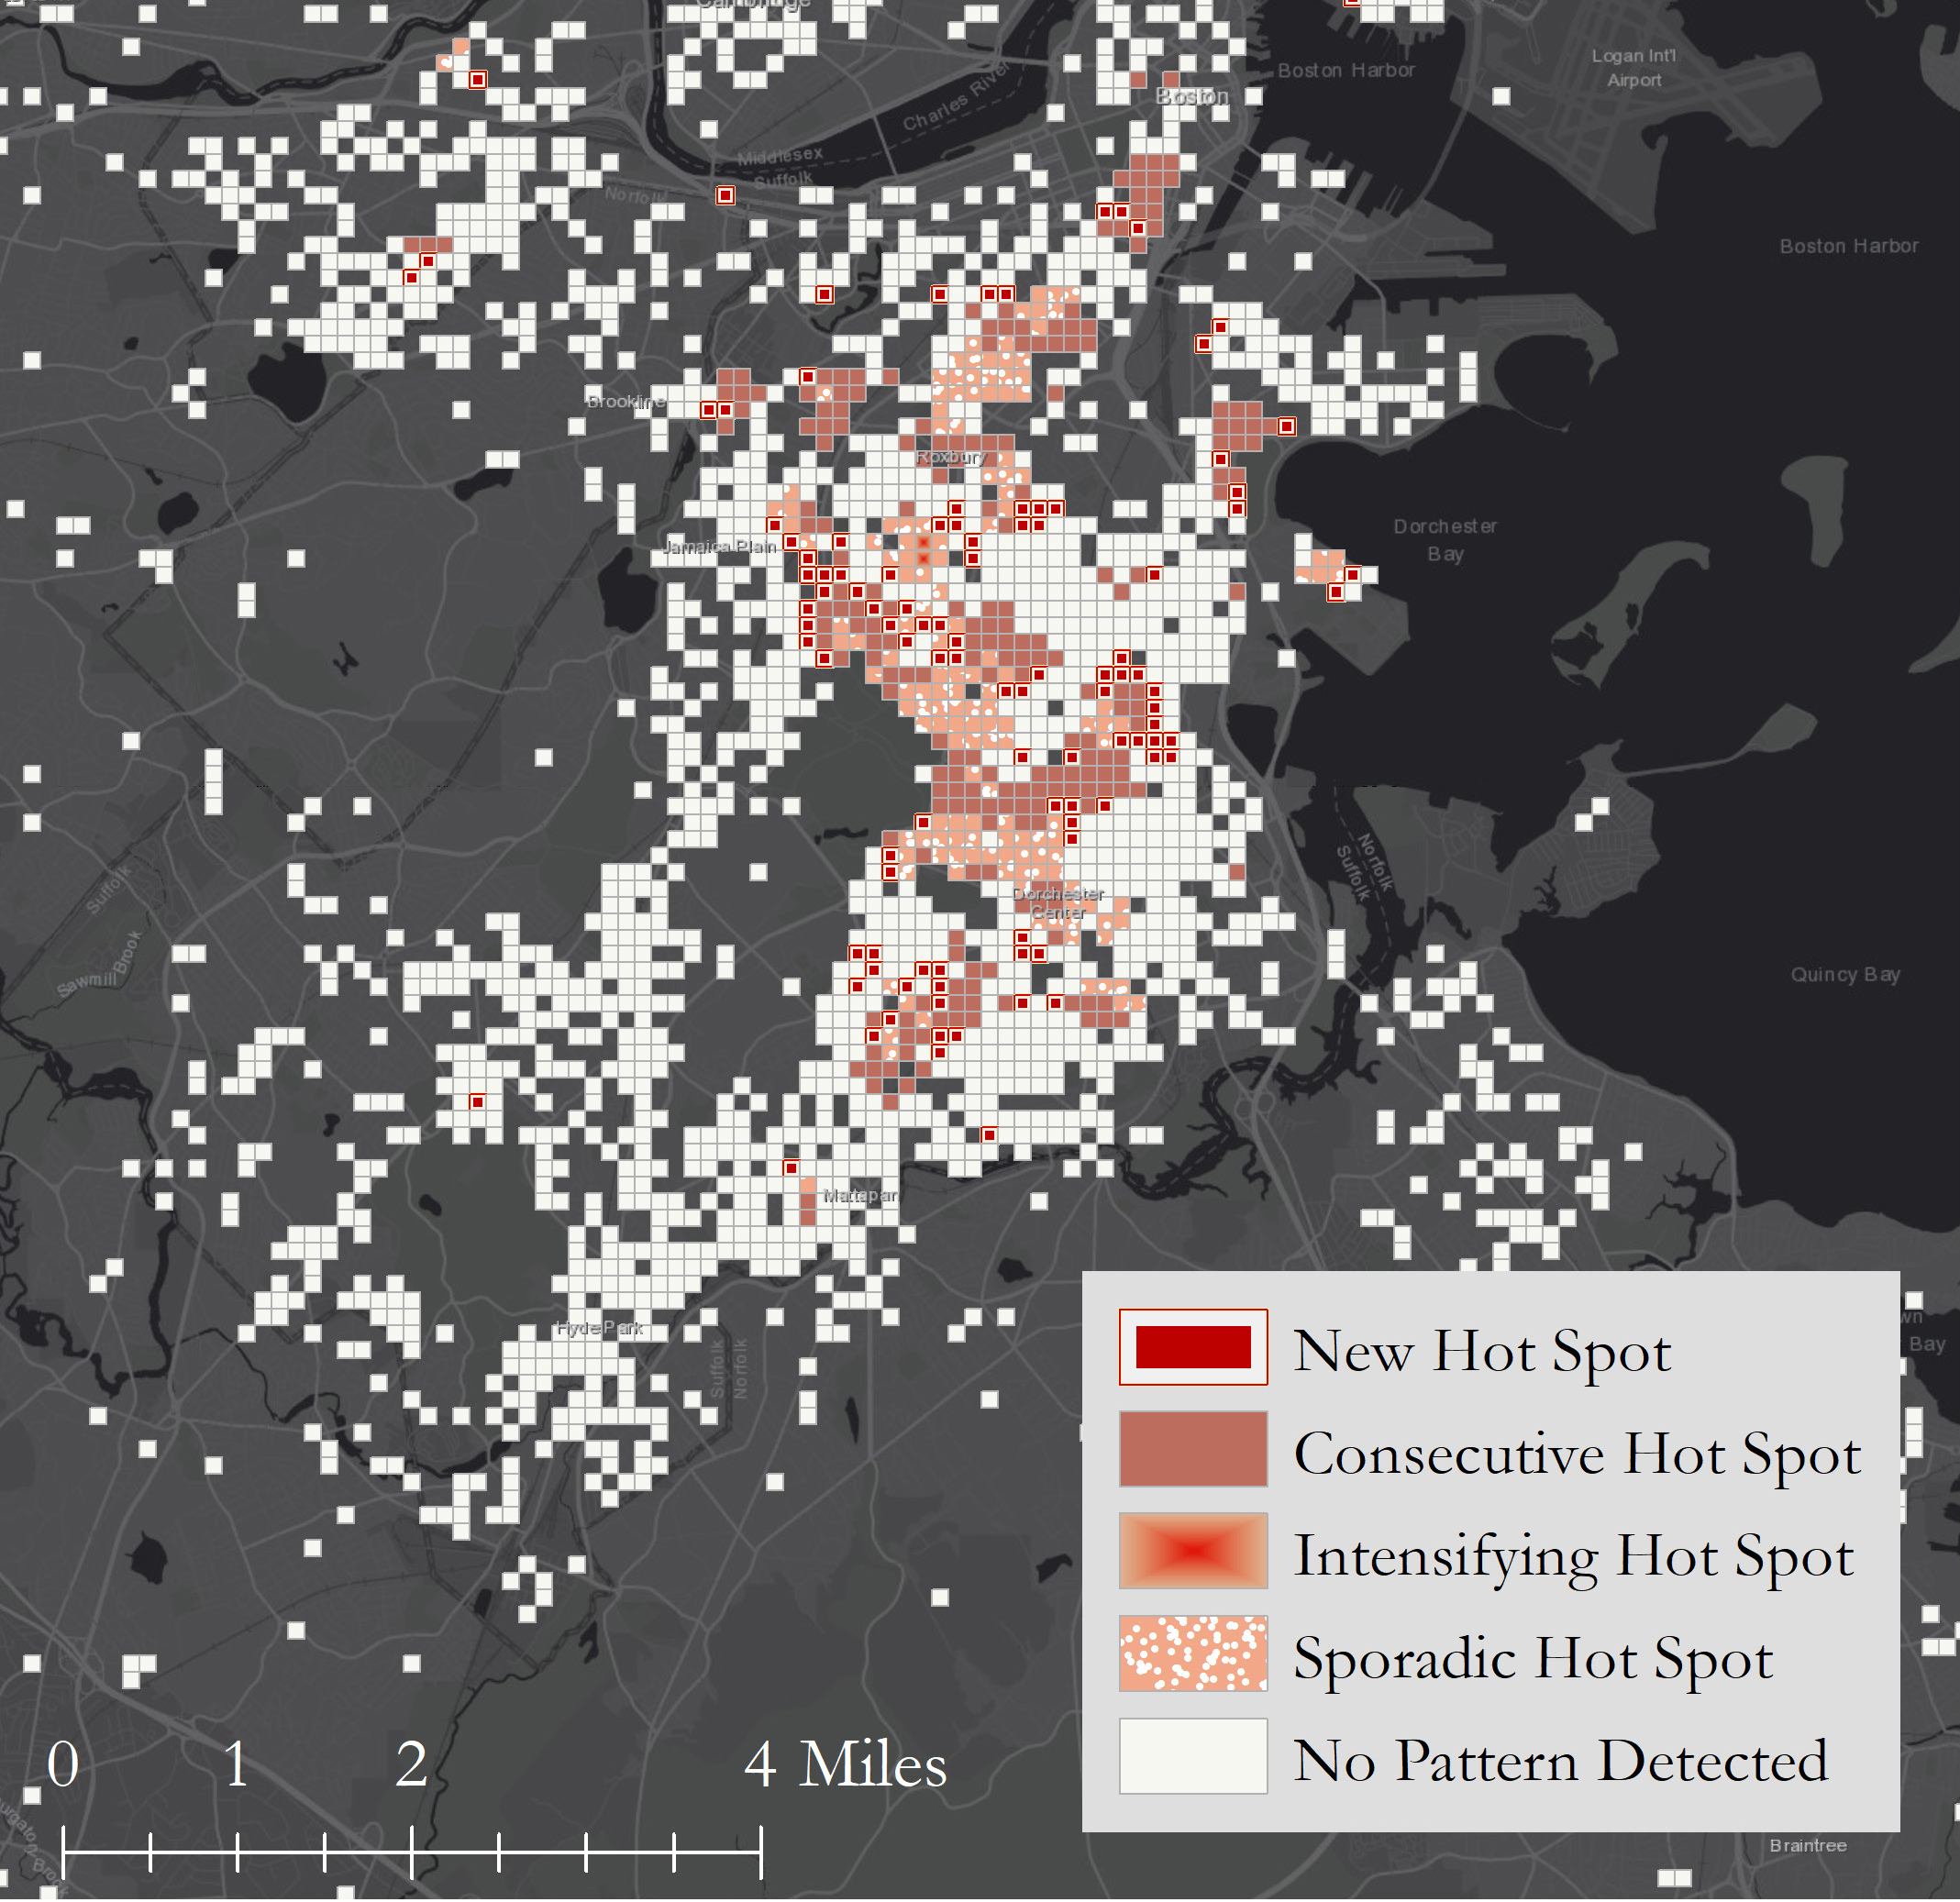 Cambridge
Logan Int'l
Airport
Boston Harbor
Boston
Charles River
Middlesex
Suffolk
Norfolk
Boston Harbor
Brookline
Roxbury
Jamaica Plain
Dorchester
Bay
Norfolk
Suffolk
Suffolk
Dorchester
Center
Sawmill Brook
Quincy Bay
Mattapan
Hyde Park
Suffolk
Norfolk
Bay
New Hot Spot
Consecutive Hot Spot
Intensifying Hot Spot
Sporadic Hot Spot
No Pattern Detected
0 1 2 4 Miles
Braintree